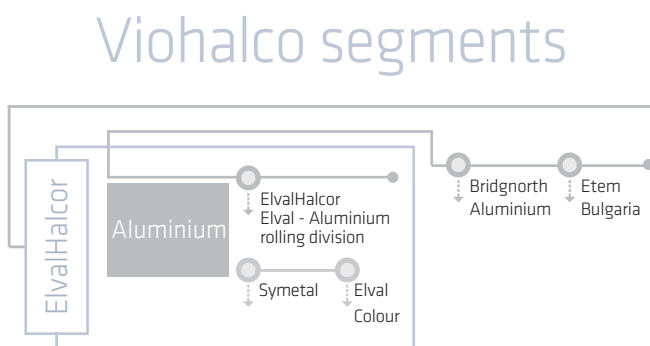 Viohalco segments
ElvalHalcor
Aluminium
ElvalHalcor
Elval - Aluminium
rolling division
Symetal
Elval
Colour
Bridgnorth
Aluminium
Etem
Bulgaria